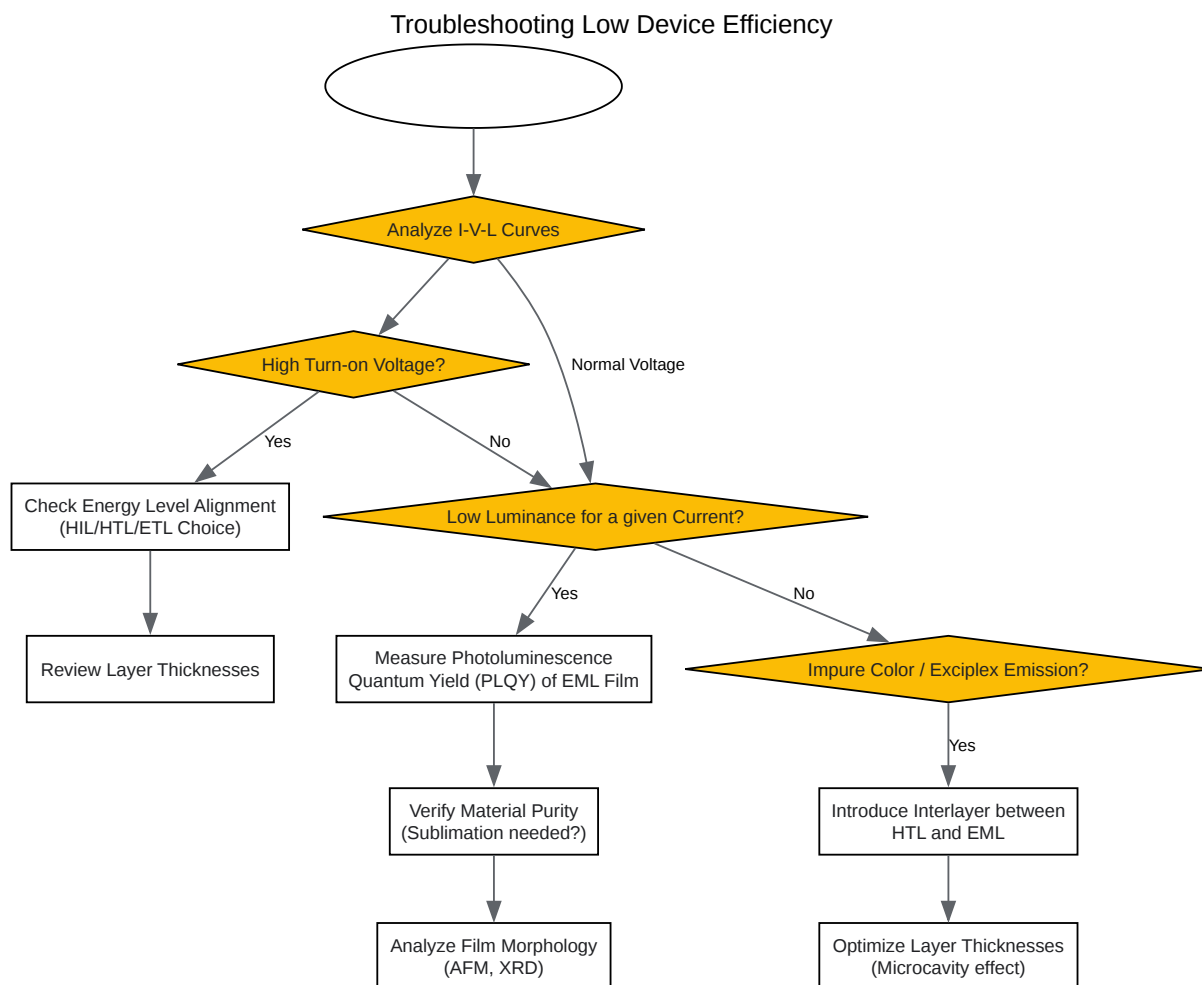 Troubleshooting Low Device Efficiency
Analyze I-V-L Curves
High Turn-on Voltage?
Normal Voltage
Yes
No
Check Energy Level Alignment
(HIL/HTL/ETL Choice)
Low Luminance for a given Current?
Yes
No
Review Layer Thicknesses
Measure Photoluminescence
Quantum Yield (PLQY) of EML Film
Impure Color / Exciplex Emission?
Yes
Verify Material Purity
(Sublimation needed?)
Introduce Interlayer between
HTL and EML
Analyze Film Morphology
(AFM, XRD)
Optimize Layer Thicknesses
(Microcavity effect)